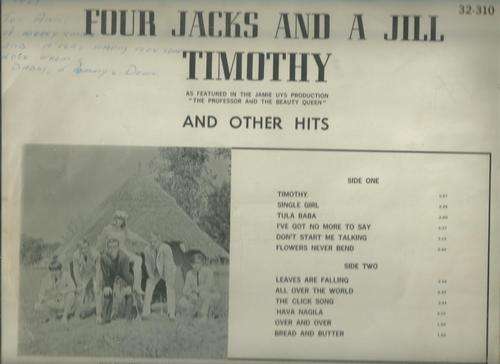 32-310
FOUR JACKS AND A JILL
TIMOTHY
AS FEATURED IN THE JAMIE UYS PRODUCTION
"THE PROFESSOR AND THE BEAUTY QUEEN"
AND OTHER HITS
SIDE ONE
TIMOTHY
SINGLE GIRL
TULA BABA
I'VE GOT NO MORE TO SAY
DON'T START ME TALKING
FLOWERS NEVER BEND
SIDE TWO
LEAVES ARE FALLING
ALL OVER THE WORLD
THE CLICK SONG
HAVA NAGILA
OVER AND OVER
BREAD AND BUTTER